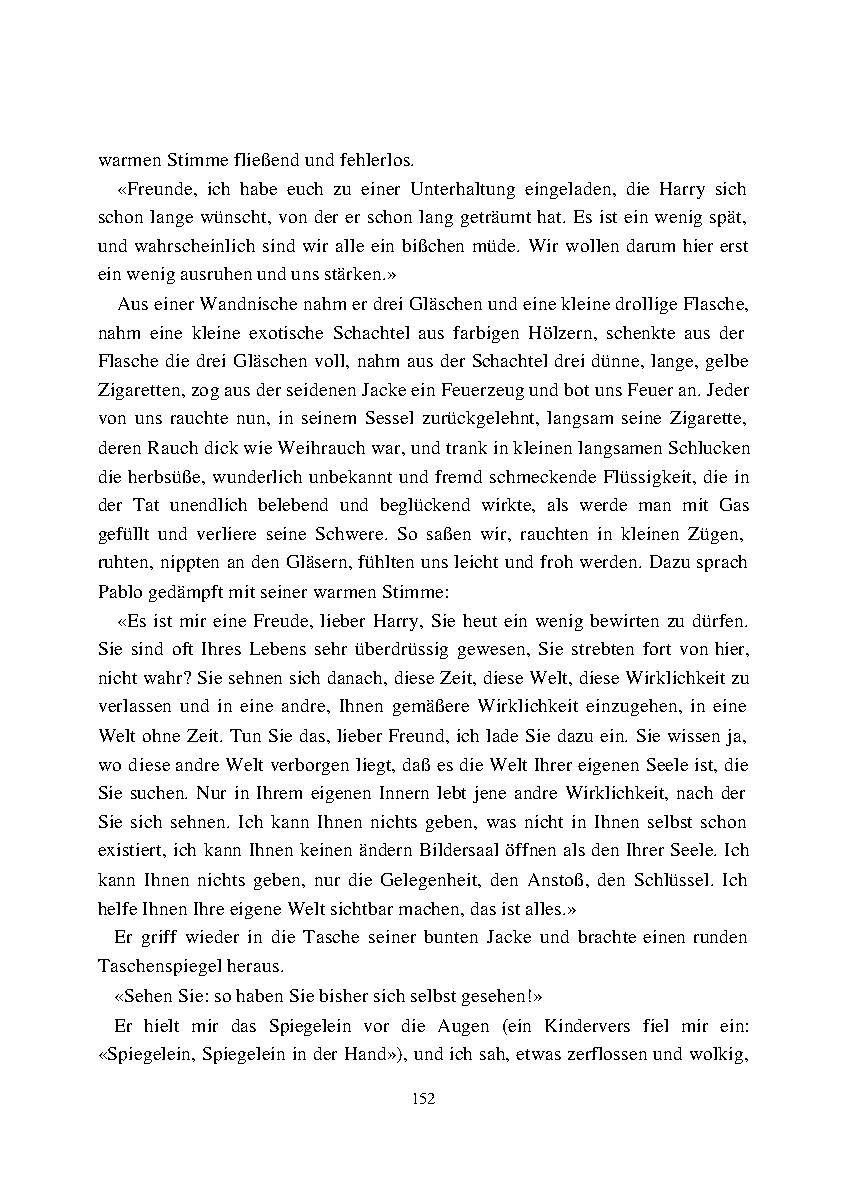 warmen Stimme fließend und fehlerlos.
«Freunde, ich habe euch zu einer Unterhaltung eingeladen, die Harry sich
schon lange wünscht, von der er schon lang geträumt hat. Es ist ein wenig spät,
und wahrscheinlich sind wir alle ein bißchen müde. Wir wollen darum hier erst
ein wenig ausruhen und uns stärken.»
Aus einer Wandnische nahm er drei Gläschen und eine kleine drollige Flasche,
nahm eine kleine exotische Schachtel aus farbigen Hölzern, schenkte aus der
Flasche die drei Gläschen voll, nahm aus der Schachtel drei dünne, lange, gelbe
Zigaretten, zog aus der seidenen Jacke ein Feuerzeug und bot uns Feuer an. Jeder
von uns rauchte nun, in seinem Sessel zurückgelehnt, langsam seine Zigarette,
deren Rauch dick wie Weihrauch war, und trank in kleinen langsamen Schlucken
die herbsüße, wunderlich unbekannt und fremd schmeckende Flüssigkeit, die in
der Tat unendlich belebend und beglückend wirkte, als werde man mit Gas
gefüllt und verliere seine Schwere. So saßen wir, rauchten in kleinen Zügen,
ruhten, nippten an den Gläsern, fühlten uns leicht und froh werden. Dazu sprach
Pablo gedämpft mit seiner warmen Stimme:
«Es ist mir eine Freude, lieber Harry, Sie heut ein wenig bewirten zu dürfen.
Sie sind oft Ihres Lebens sehr überdrüssig gewesen, Sie strebten fort von hier,
nicht wahr? Sie sehnen sich danach, diese Zeit, diese Welt, diese Wirklichkeit zu
verlassen und in eine andre, Ihnen gemäßere Wirklichkeit einzugehen, in eine
Welt ohne Zeit. Tun Sie das, lieber Freund, ich lade Sie dazu ein. Sie wissen ja,
wo diese andre Welt verborgen liegt, daß es die Welt Ihrer eigenen Seele ist, die
Sie suchen. Nur in Ihrem eigenen Innern lebt jene andre Wirklichkeit, nach der
Sie sich sehnen. Ich kann Ihnen nichts geben, was nicht in Ihnen selbst schon
existiert, ich kann Ihnen keinen ändern Bildersaal öffnen als den Ihrer Seele. Ich
kann Ihnen nichts geben, nur die Gelegenheit, den Anstoß, den Schlüssel. Ich
helfe Ihnen Ihre eigene Welt sichtbar machen, das ist alles.»
Er griff wieder in die Tasche seiner bunten Jacke und brachte einen runden
Taschenspiegel heraus.
«Sehen Sie: so haben Sie bisher sich selbst gesehen!»
Er hielt mir das Spiegelein vor die Augen (ein Kindervers fiel mir ein:
«Spiegelein, Spiegelein in der Hand»), und ich sah, etwas zerflossen und wolkig,
152